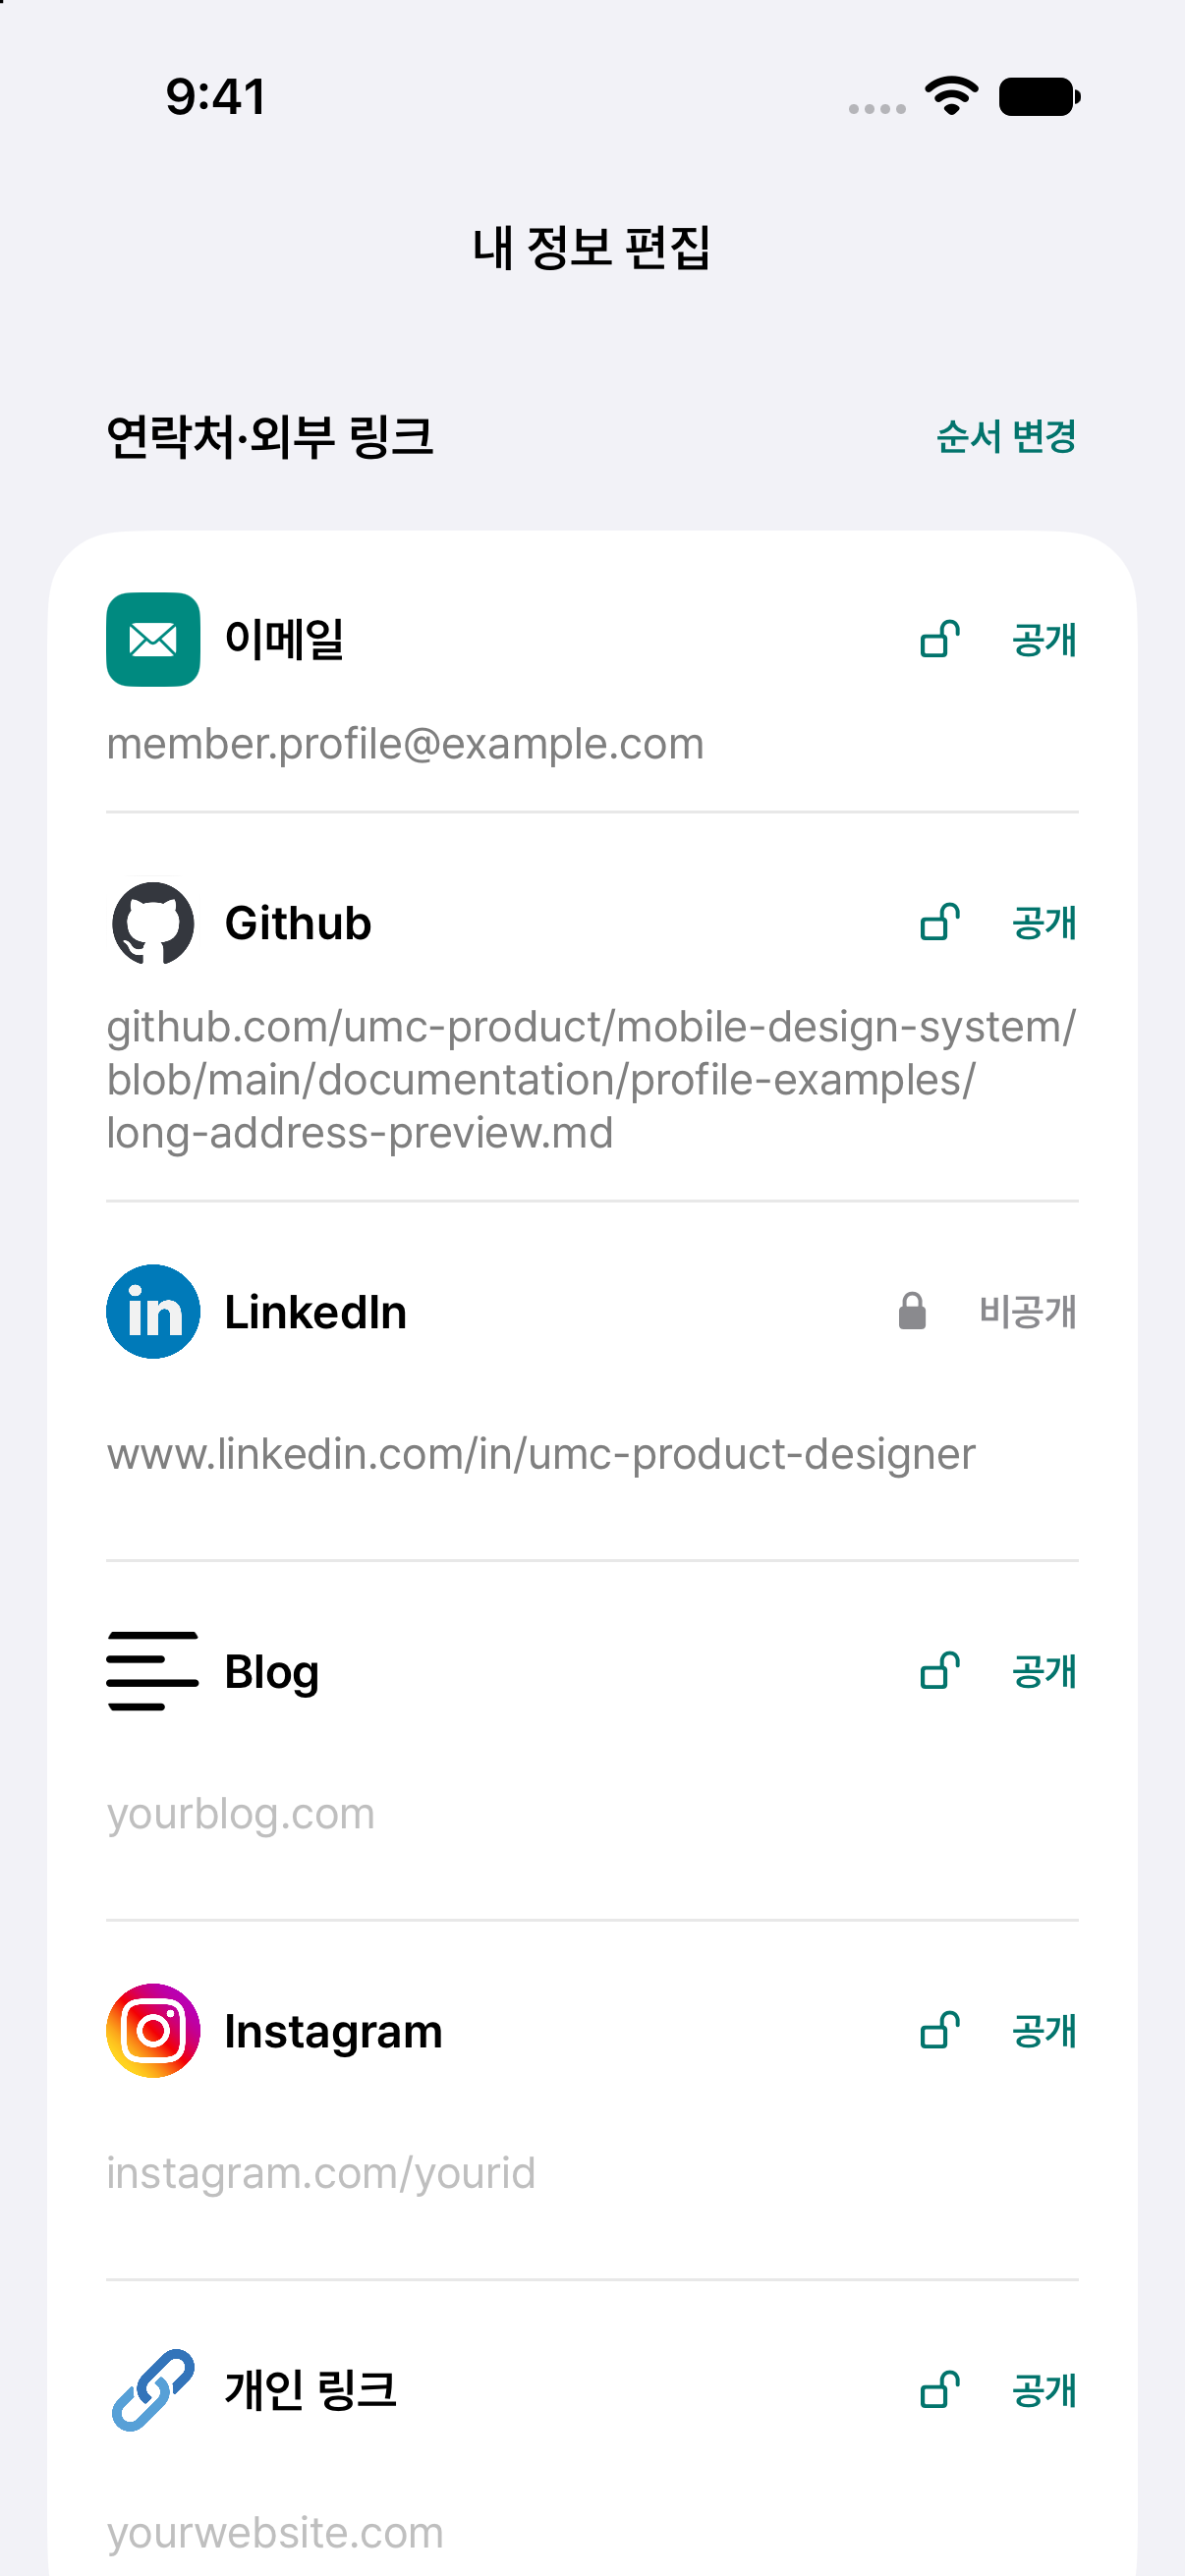 9:41
내 정보 편집
연락처·외부 링크
순서 변경
이메일
공개
member.profile@example.com
Github
공개
github.com/umc-product/mobile-design-system/
blob/main/documentation/profile-examples/
long-address-preview.md
LinkedIn
비공개
www.linkedin.com/in/umc-product-designer
Blog
공개
yourblog.com
Instagram
공개
instagram.com/yourid
개인 링크
공개
yourwebsite.com